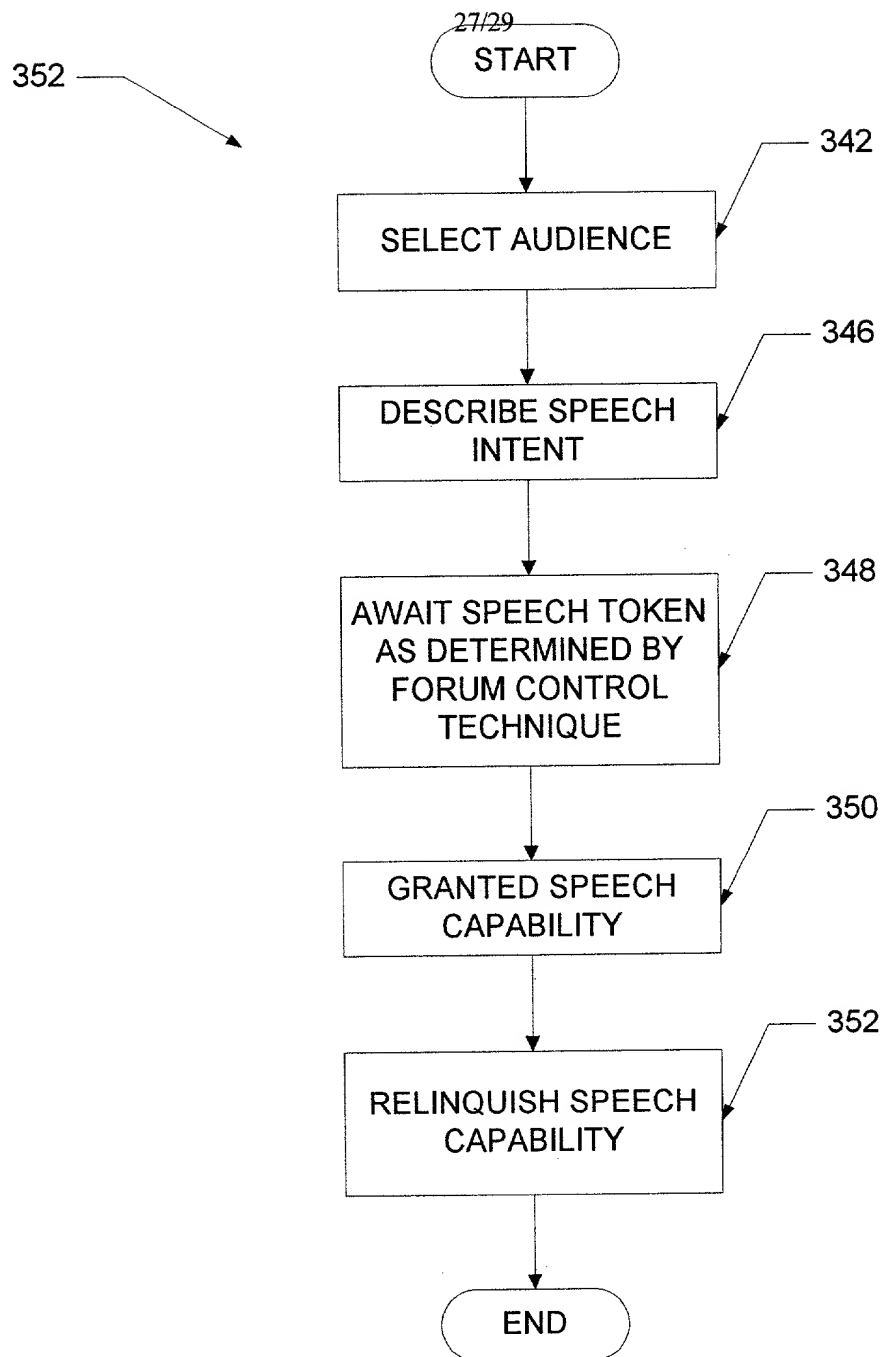 27/29
START
352
342
SELECT AUDIENCE
346
DESCRIBE SPEECH
INTENT
348
AWAIT SPEECH TOKEN
AS DETERMINED BY
FORUM CONTROL
TECHNIQUE
350
GRANTED SPEECH
CAPABILITY
352
RELINQUISH SPEECH
CAPABILITY
END